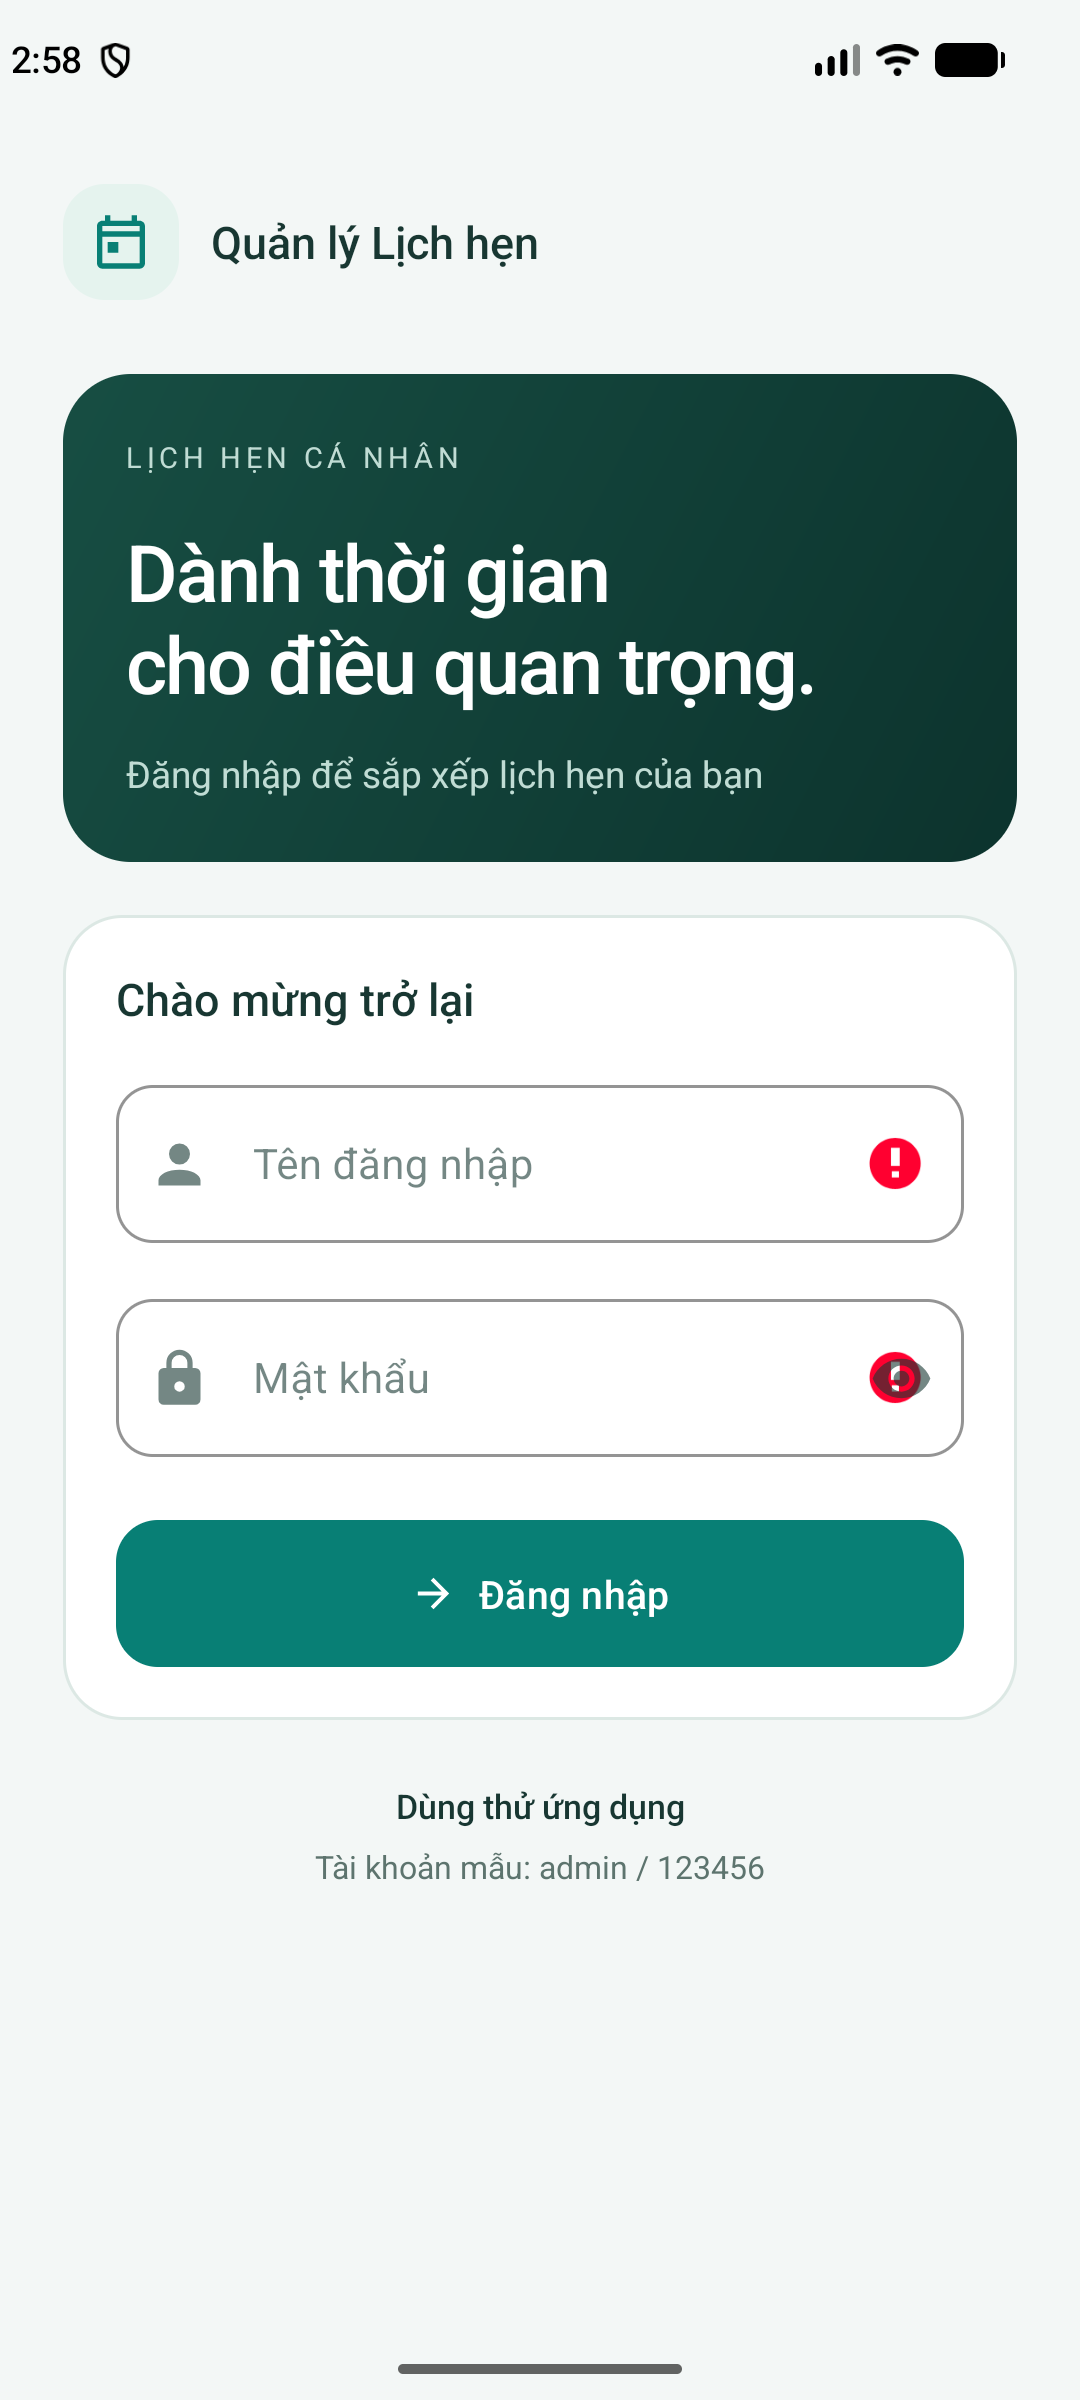 2:58
Quản lý Lịch hẹn
LỊCH HẸN CÁ NHÂN
Dành thời gian
cho điều quan trọng.
Đăng nhập để sắp xếp lịch hẹn của bạn
Chào mừng trở lại
Tên đăng nhập
Mật khẩu
Đăng nhập
Dùng thử ứng dụng
Tài khoản mẫu: admin / 123456